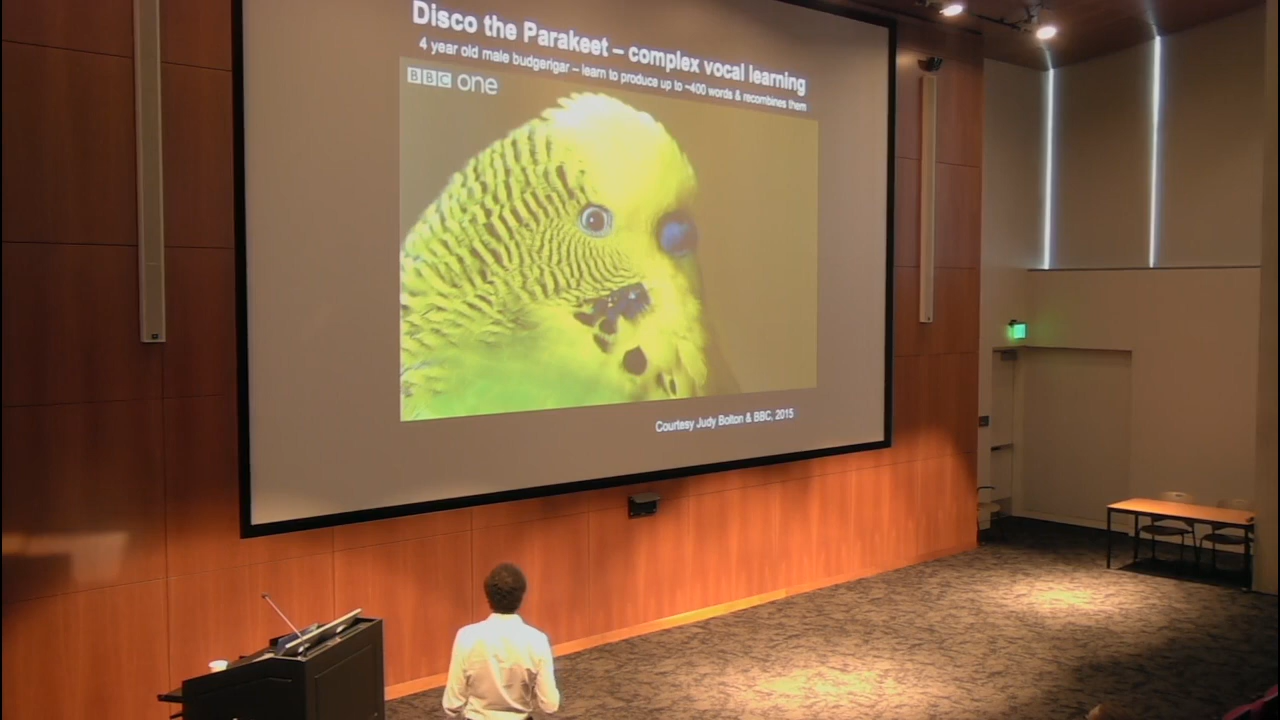 Disco the Parakeet – complex vocal learning
4 year old male budgerigar – learn to produce up to ~400 words & recombines them
BBC one
Courtesy Judy Bolton & BBC, 2015